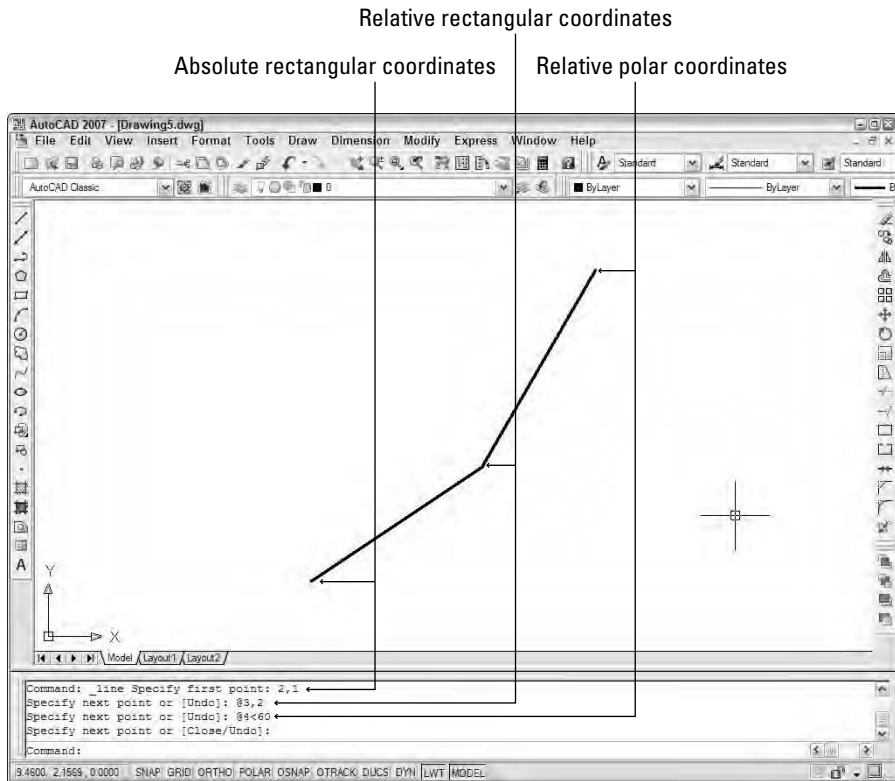 Relative rectangular coordinates
Absolute rectangular coordinates Relative polar coordinates
AutoCAD 2007 - [Drawing5.dwg]
File Edit View Insert Format Tools Draw Dimension Modify Express Window Help
Standard Standard Standard
AutoCAD Classic 0 ByLayer ByLayer B
A
Y
X
Model Layout1 Layout2
Command: _line Specify first point: 2,1
Specify next point or [Undo]: @3,2
Specify next point or [Undo]: @4<60
Specify next point or [Close/Undo]:
Command:
9.4600, 2.1569, 0.0000 SNAP GRID ORTHO POLAR OSNAP OTRACK DUCS DYN LWT MODEL